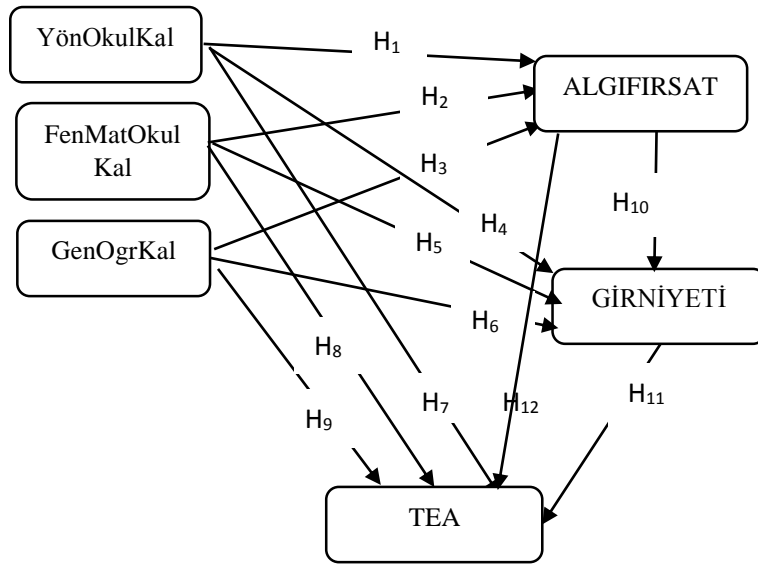 YönOkulKal
H₁
ALGIFIRSAT
H₂
FenMatOkul
Kal
H₃
H₁₀
GenOgrKal
H₄
H₅
GİRNİYETİ
H₆
H₈
H₇
H₁₂
H₁₁
H₉
TEA